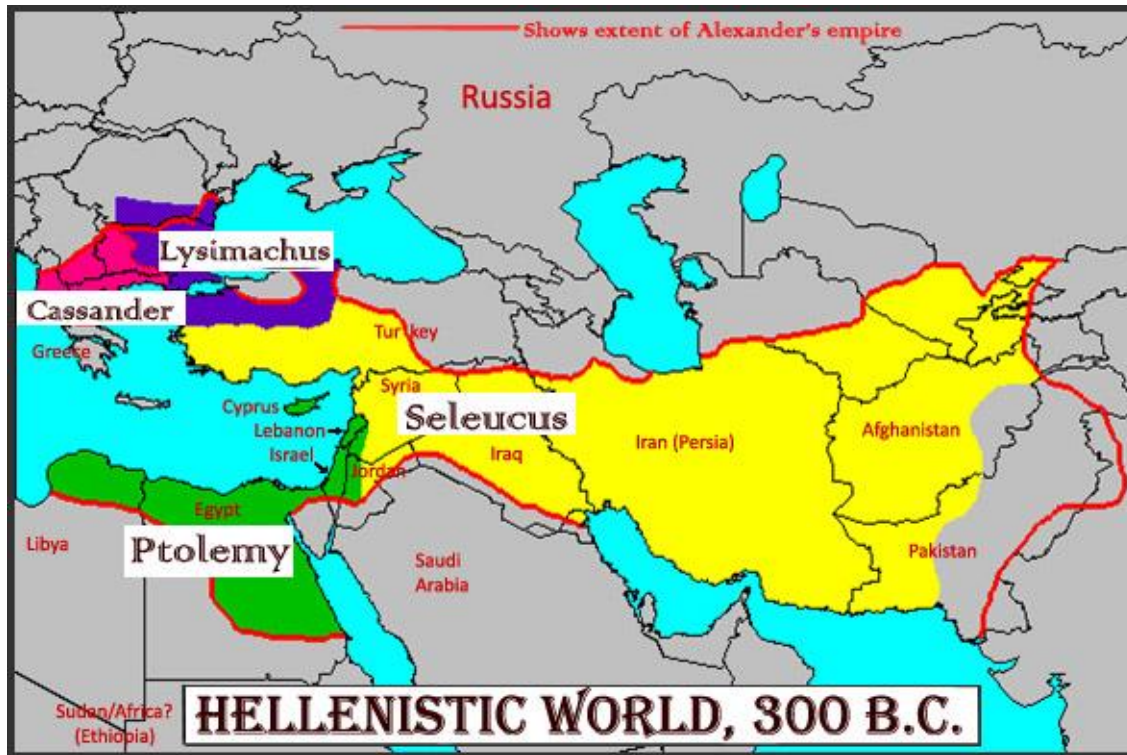 Shows extent of Alexander's empire
Russia
Lysimachus
Cassander
Greece
Turkey
Syria
Cyprus
Seleucus
Lebanon
Israel
Jordan
Iraq
Iran (Persia)
Afghanistan
Egypt
Ptolemy
Libya
Saudi
Arabia
Pakistan
Sudan/Africa?
(Ethiopia)
HELLENISTIC WORLD, 300 B.C.